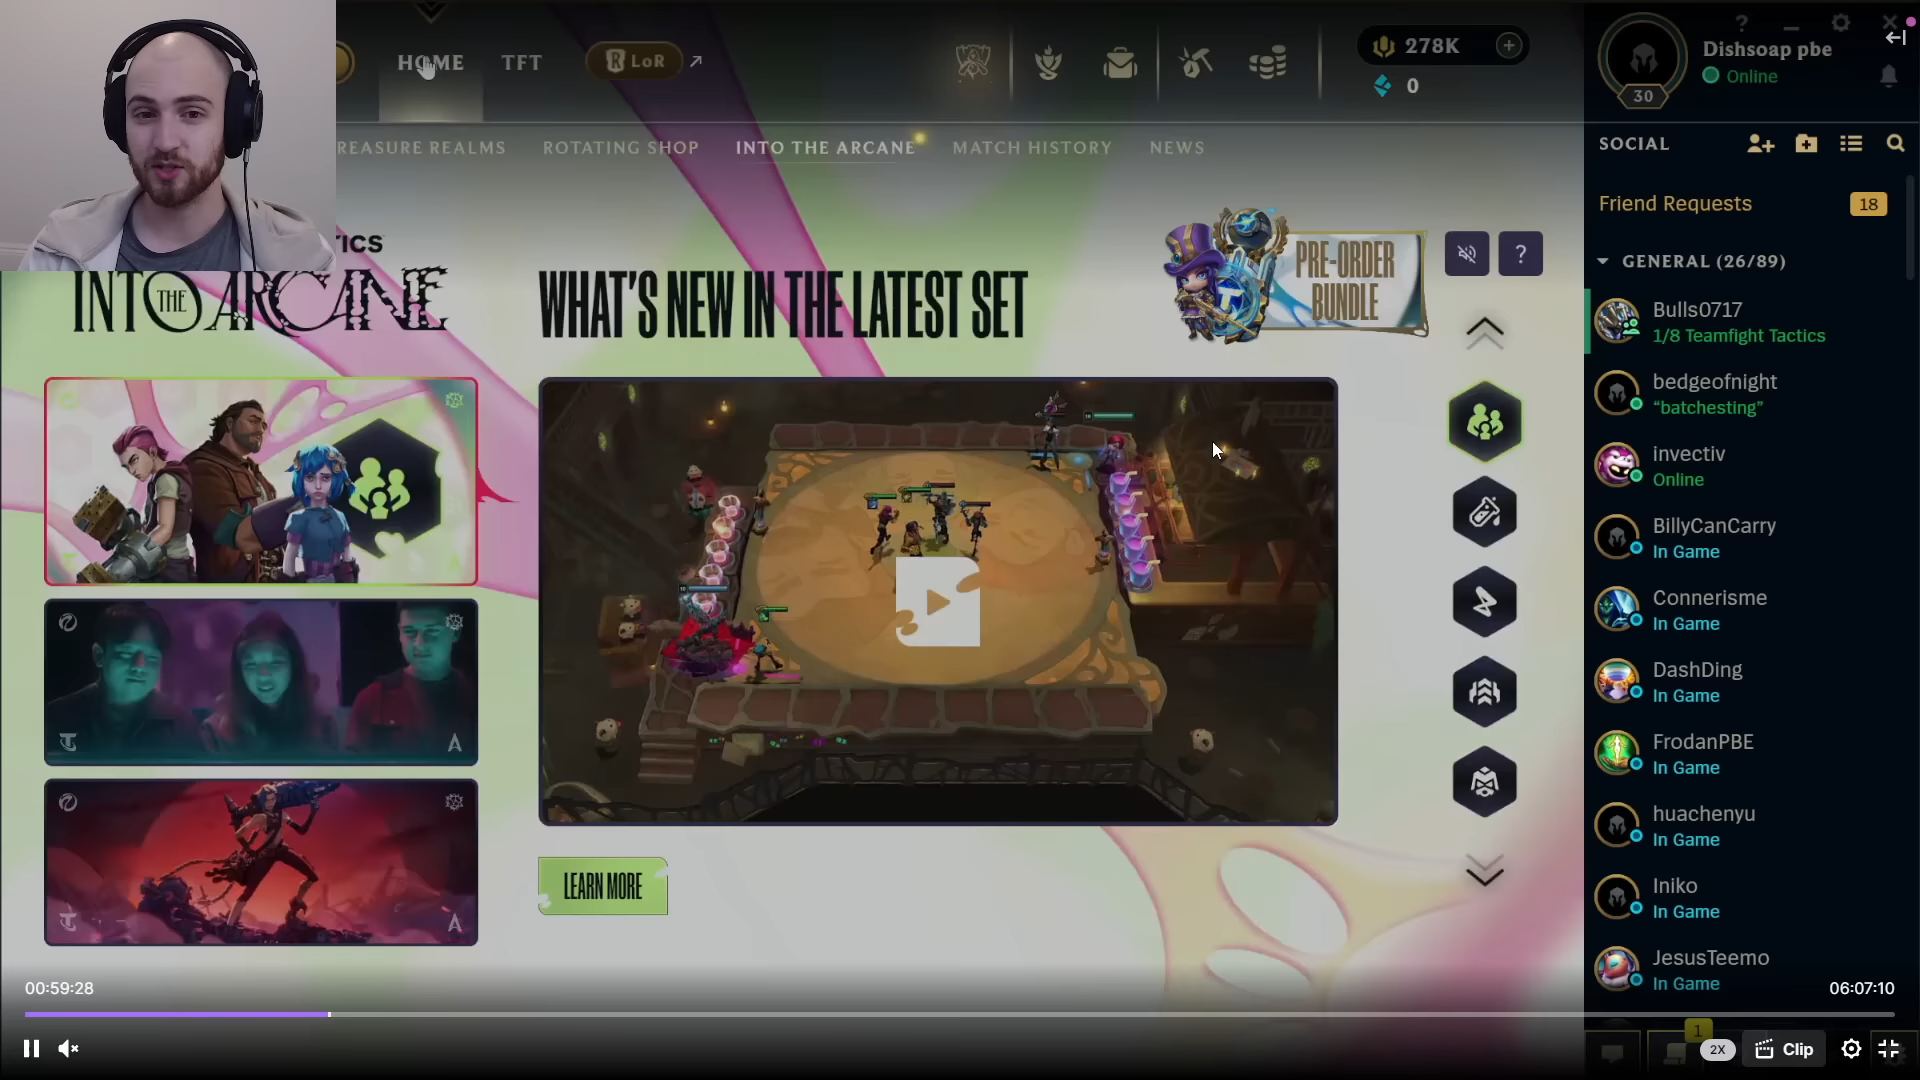 HOME
TFT
LoR
278K
0
?
Dishsoap pbe
Online
30
REASURE REALMS
ROTATING SHOP
INTO THE ARCANE
MATCH HISTORY
NEWS
SOCIAL
Friend Requests
18
GENERAL (26/89)
TICS
INTO THE ARCANE
WHAT'S NEW IN THE LATEST SET
PRE-ORDER
BUNDLE
?
Bulls0717
1/8 Teamfight Tactics
bedgeofnight
“batchesting”
invectiv
Online
BillyCanCarry
In Game
Connerisme
In Game
DashDing
In Game
FrodanPBE
In Game
huachenyu
In Game
Iniko
In Game
JesusTeemo
In Game
LEARN MORE
00:59:28
06:07:10
1
2X
Clip